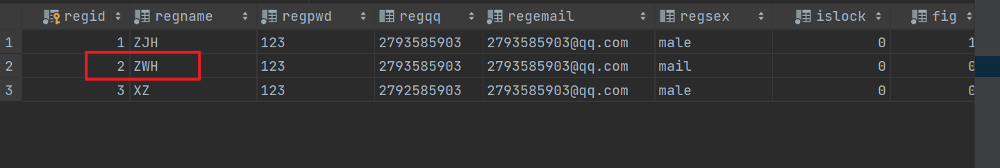 regid regname regpwd regqq regemail regsex islock fig
1 1 ZJH 123 2793585903 2793585903@qq.com male 0 1
2 2 ZWH 123 2793585903 2793585903@qq.com mail 0 0
3 3 XZ 123 2792585903 2793585903@qq.com male 0 0